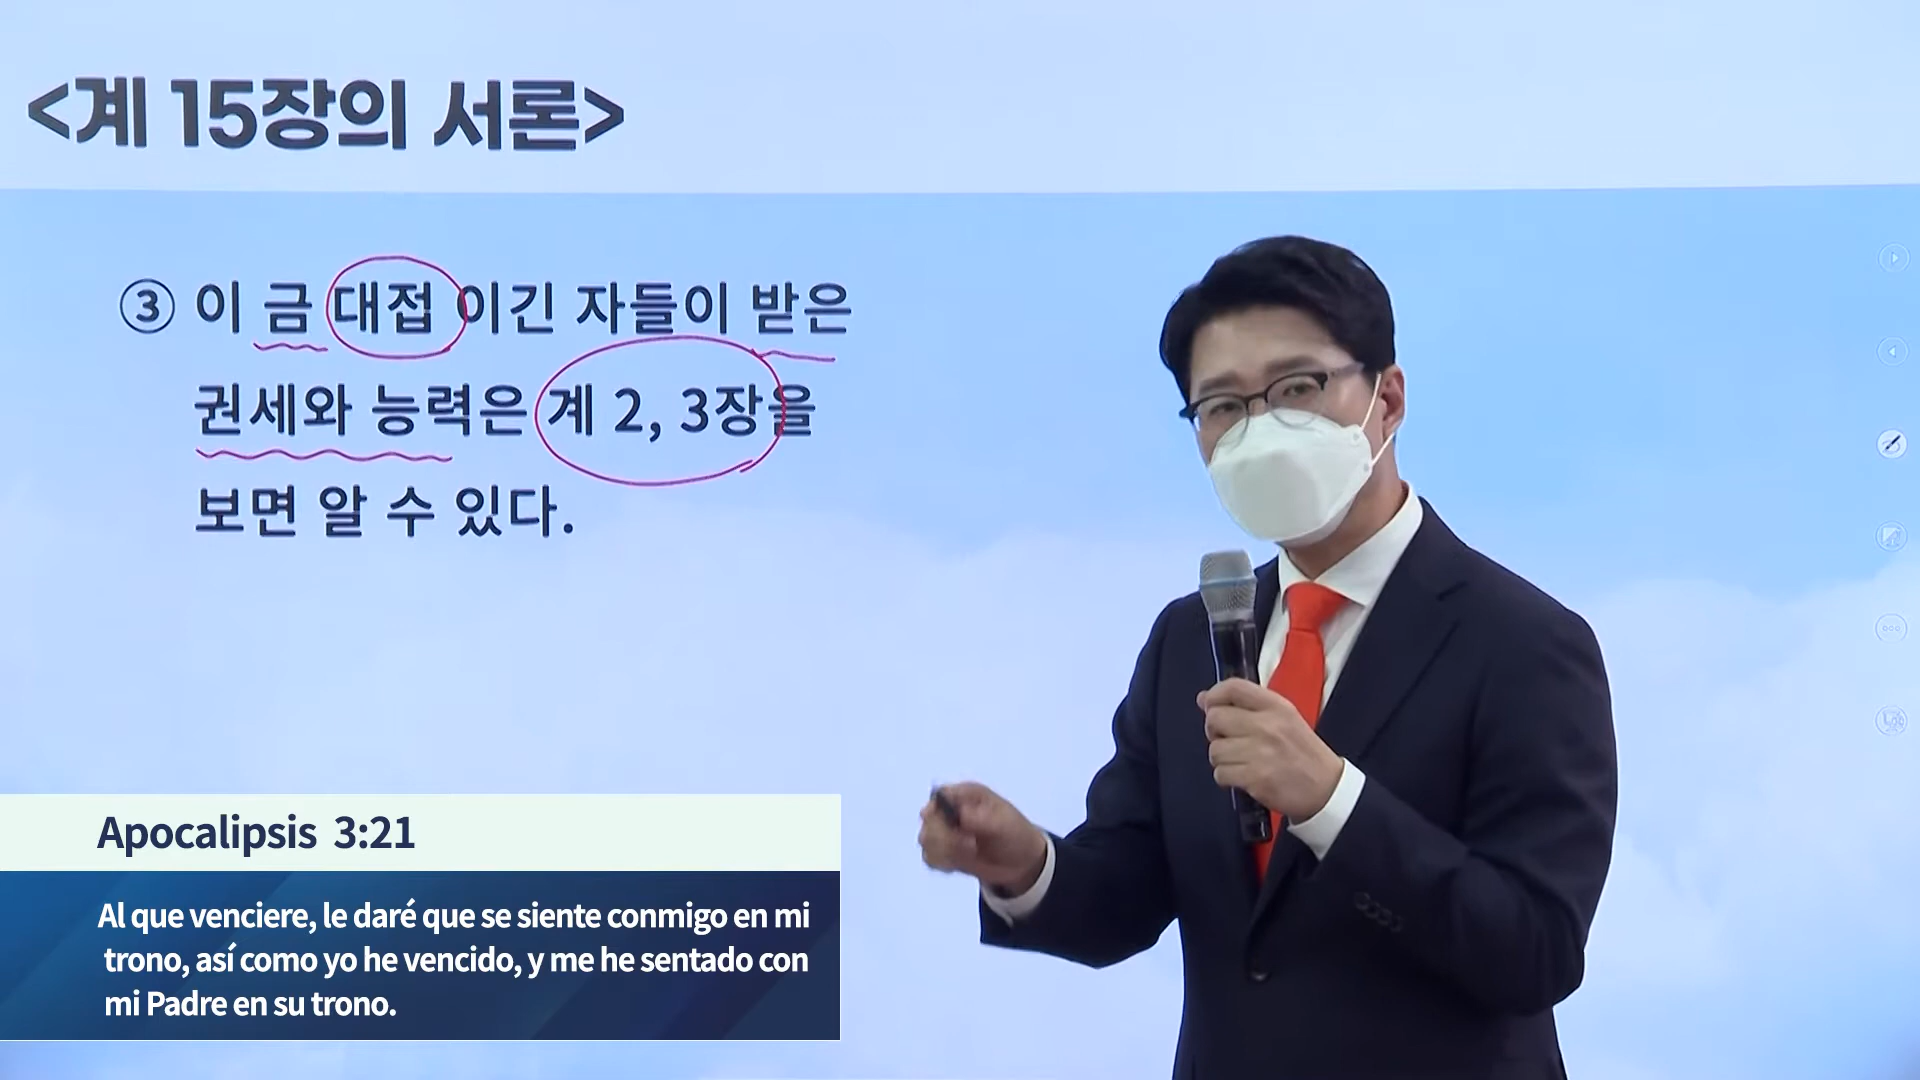 <계 15장의 서론>
③ 이 금 대접 이긴 자들이 받은
권세와 능력은 계 2, 3장을
보면 알 수 있다.
Apocalipsis 3:21
Al que venciere, le daré que se siente conmigo en mi
trono, así como yo he vencido, y me he sentado con
mi Padre en su trono.